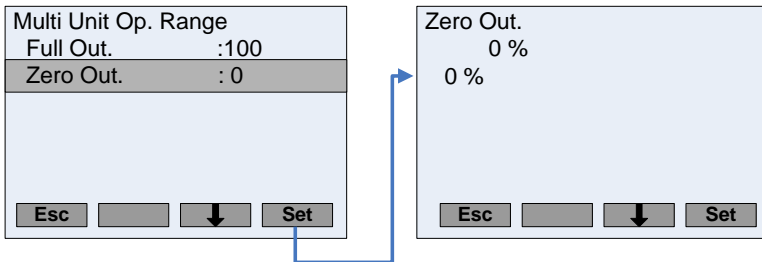 Multi Unit Op. Range
Full Out. :100
Zero Out. : 0
Esc Set
Zero Out.
0 %
0 %
Esc Set